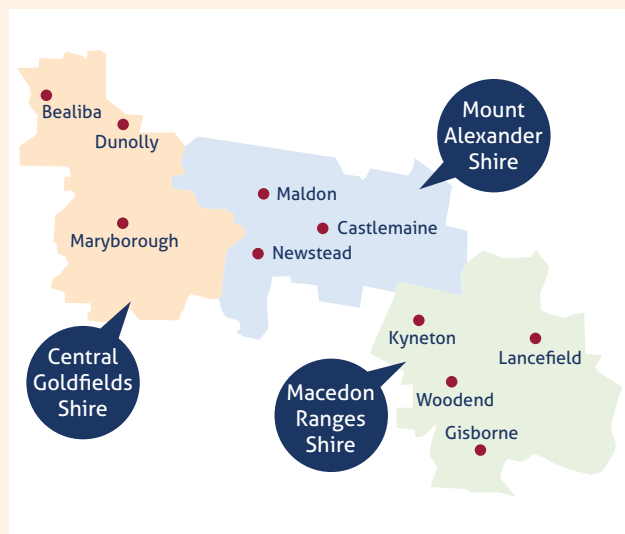 Bealiba
Dunolly
Maryborough
Central
Goldfields
Shire
Mount
Alexander
Shire
Maldon
Castlemaine
Newstead
Kyneton
Lancefield
Woodend
Gisborne
Macedon
Ranges
Shire